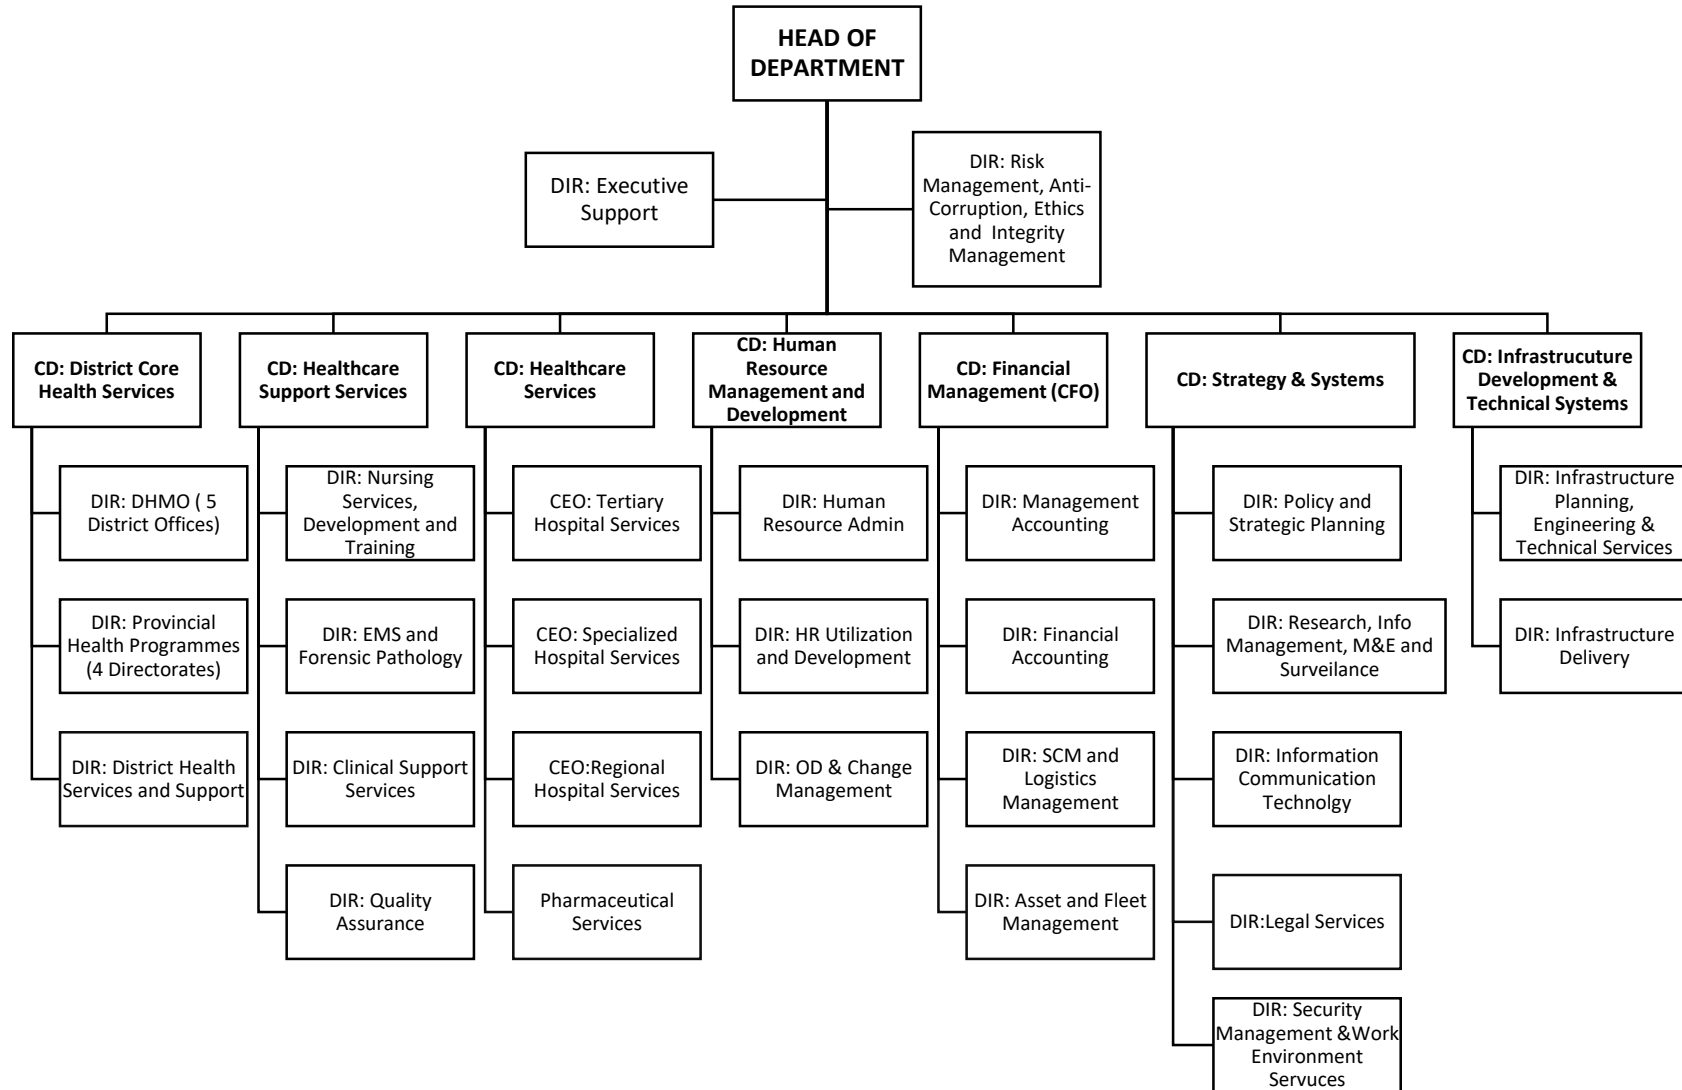 HEAD OF
DEPARTMENT
DIR: Executive
Support
DIR: Risk
Management, Anti-
Corruption, Ethics
and Integrity
Management
CD: District Core
Health Services
CD: Healthcare
Support Services
CD: Healthcare
Services
CD: Human
Resource
Management and
Development
CD: Financial
Management (CFO)
CD: Strategy & Systems
CD: Infrastrucuture
Development &
Technical Systems
DIR: DHMO ( 5
District Offices)
DIR: Nursing
Services,
Development and
Training
CEO: Tertiary
Hospital Services
DIR: Human
Resource Admin
DIR: Management
Accounting
DIR: Policy and
Strategic Planning
DIR: Infrastructure
Planning,
Engineering &
Technical Services
DIR: Provincial
Health Programmes
(4 Directorates)
DIR: EMS and
Forensic Pathology
CEO: Specialized
Hospital Services
DIR: HR Utilization
and Development
DIR: Financial
Accounting
DIR: Research, Info
Management, M&E and
Surveilance
DIR: Infrastructure
Delivery
DIR: District Health
Services and Support
DIR: Clinical Support
Services
CEO:Regional
Hospital Services
DIR: OD & Change
Management
DIR: SCM and
Logistics
Management
DIR: Information
Communication
Technolgy
DIR: Quality
Assurance
Pharmaceutical
Services
DIR: Asset and Fleet
Management
DIR:Legal Services
DIR: Security
Management &Work
Environment
Servuces